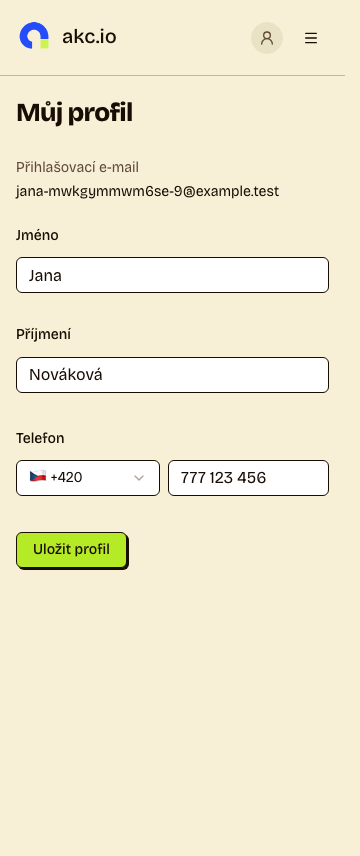 akc.io
Můj profil
Přihlašovací e-mail
jana-mwkgymmwm6se-9@example.test
Jméno
Jana
Příjmení
Nováková
Telefon
🇨🇿 +420
777 123 456
Uložit profil